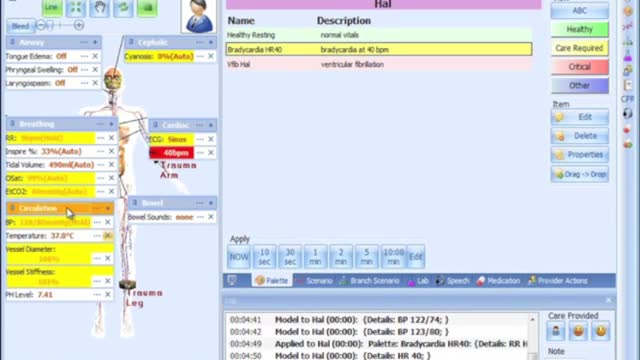 Line
Bleed
Airway
Tongue Edema: Off
Phryngeal Swelling: Off
Laryngospasm: Off
Cephalic
Cyanosis: 0%(Auto)
Breathing
RR:
Inspire %: 33%(Auto)
Tidal Volume: 490ml(Auto)
OSat: 99%(Auto)
EtCO2:
Cardiac
ECG: Sinus
40bpm
Trauma
Arm
Circulation
BP:
Temperature: 37.0°C
Vessel Diameter:
100%
Vessel Stiffness:
PH Level: 7.41
Bowel
Bowel Sounds: none
Trauma
Leg
Hal
Name Description
Healthy Resting normal vitals
Bradycardia HR40 bradycardia at 40 bpm
Vfib Hal ventricular fibrillation
ABC
Healthy
Care Required
Critical
Other
Item
Edit
Delete
Properties
Drag -> Drop
CPR
Apply
NOW
10 sec
30 sec
1 min
2 min
5 min
10:00 min
Edit
Palette Scenario Branch Scenario Lab Speech Medication Provider Actions
Log
00:04:41 Model to Hal (00:00): {Details: BP 122/74; }
00:04:42 Model to Hal (00:00): {Details: BP 123/80; }
00:04:49 Applied to Hal (00:00): Palette: Bradycardia HR40: {Details: RR H
00:04:50 Model to Hal (00:00): {Details: HR 40; }
Care Provided
Note